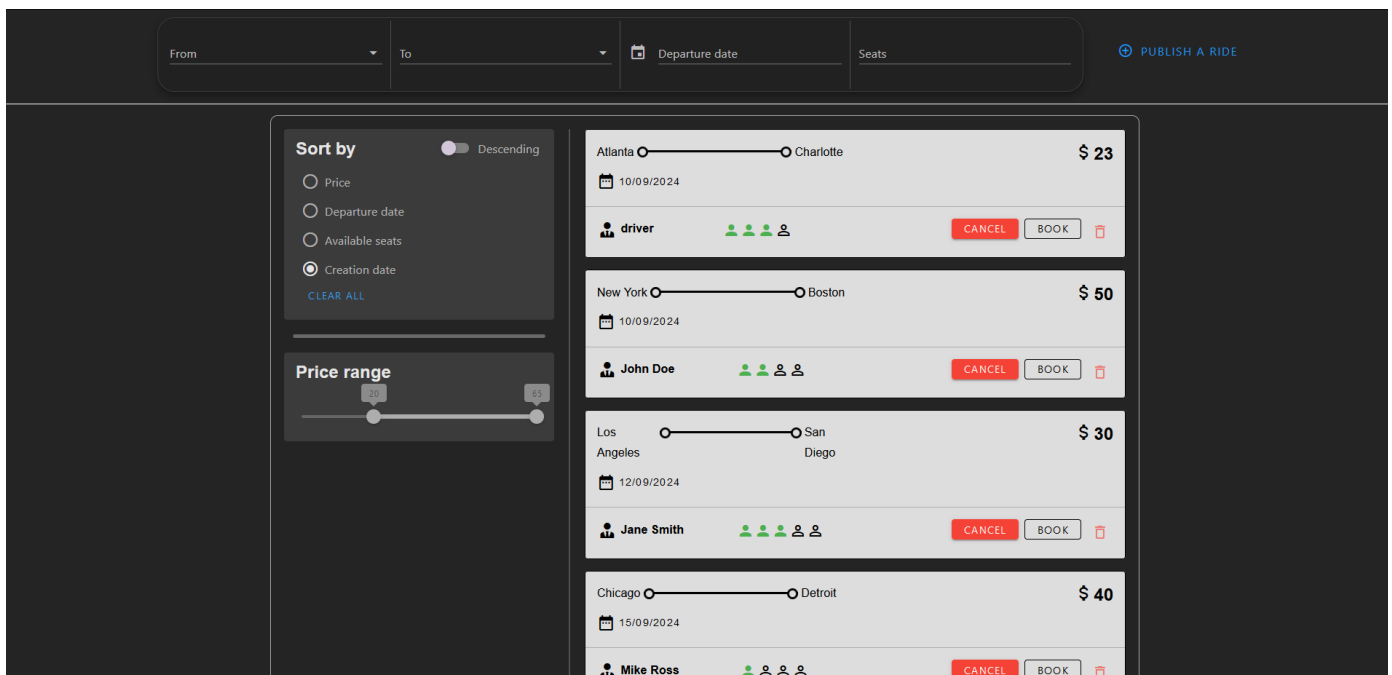 From
To
Departure date
Seats
PUBLISH A RIDE
Sort by
Descending
Price
Departure date
Available seats
Creation date
CLEAR ALL
Price range
20
65
Atlanta Charlotte $ 23
10/09/2024
driver CANCEL BOOK
New York Boston $ 50
10/09/2024
John Doe CANCEL BOOK
Los San $ 30
Angeles Diego
12/09/2024
Jane Smith CANCEL BOOK
Chicago Detroit $ 40
15/09/2024
Mike Ross CANCEL BOOK